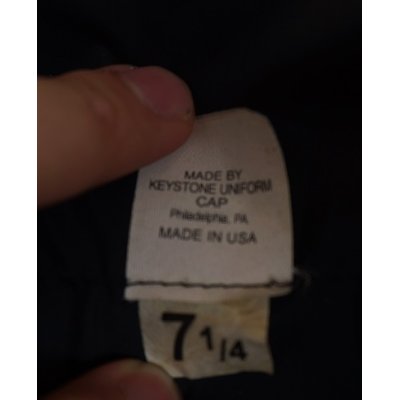 MADE BY
KEYSTONE UNIFORM
CAP
Philadelphia, PA
MADE IN USA
7 1/4